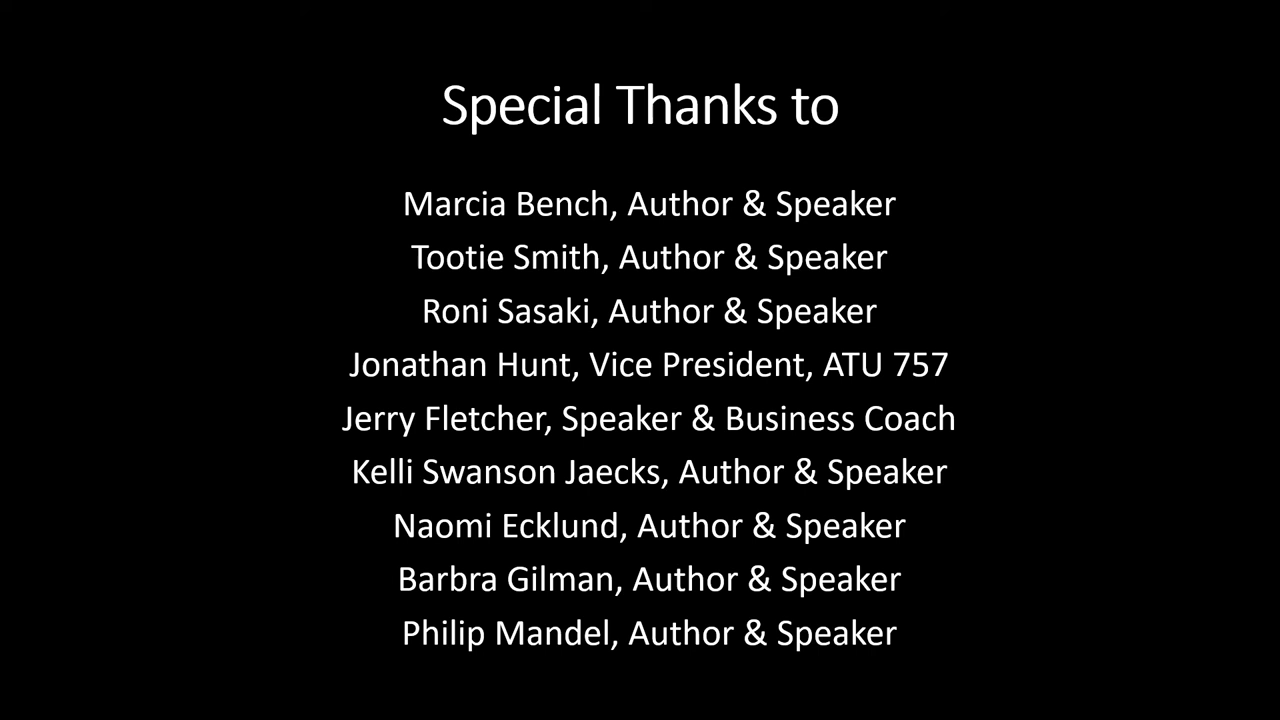 Special Thanks to
Marcia Bench, Author & Speaker
Tootie Smith, Author & Speaker
Roni Sasaki, Author & Speaker
Jonathan Hunt, Vice President, ATU 757
Jerry Fletcher, Speaker & Business Coach
Kelli Swanson Jaecks, Author & Speaker
Naomi Ecklund, Author & Speaker
Barbra Gilman, Author & Speaker
Philip Mandel, Author & Speaker